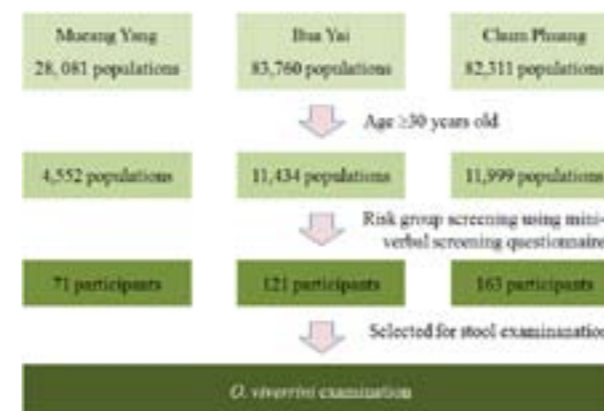 Mueang Yang
28, 081 populations
Bua Yai
83,760 populations
Chum Phuang
82,311 populations
Age ≥30 years old
4,552 populations
11,434 populations
11,999 populations
Risk group screening using mini-
verbal screening questionnaire
71 participants
121 participants
163 participants
Selected for stool examinanation
O. viverrini examination